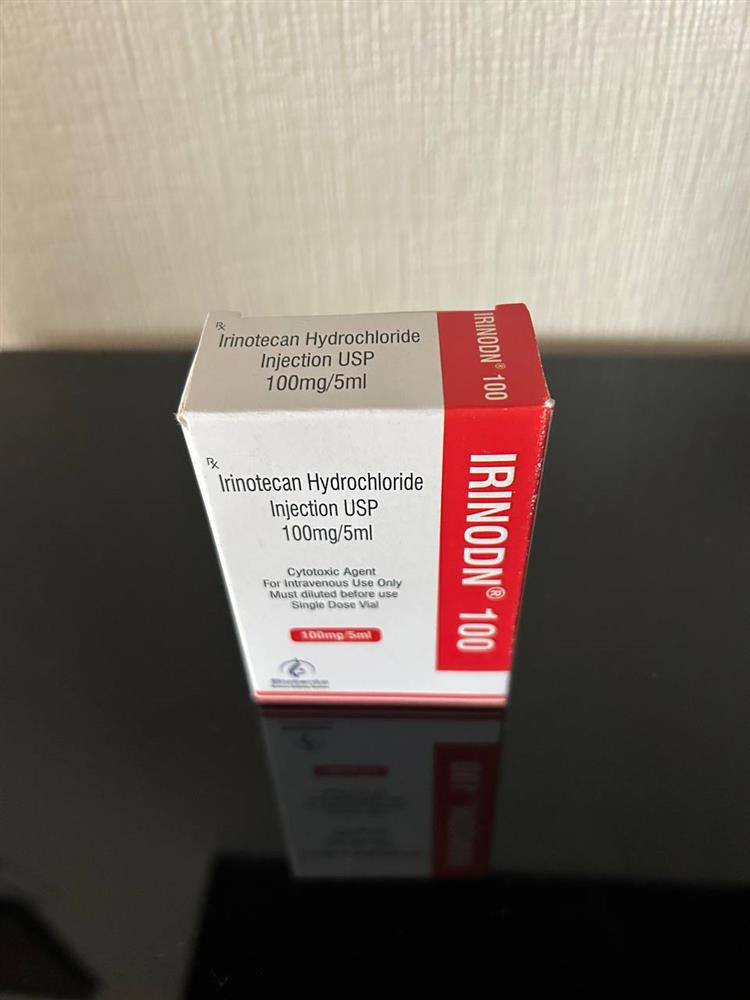 Rx
Irinotecan Hydrochloride
Injection USP
100mg/5ml
IRINODN® 100
Rx
Irinotecan Hydrochloride
Injection USP
100mg/5ml
Cytotoxic Agent
For Intravenous Use Only
Must diluted before use
Single Dose Vial
100mg/5ml
IRINODN® 100